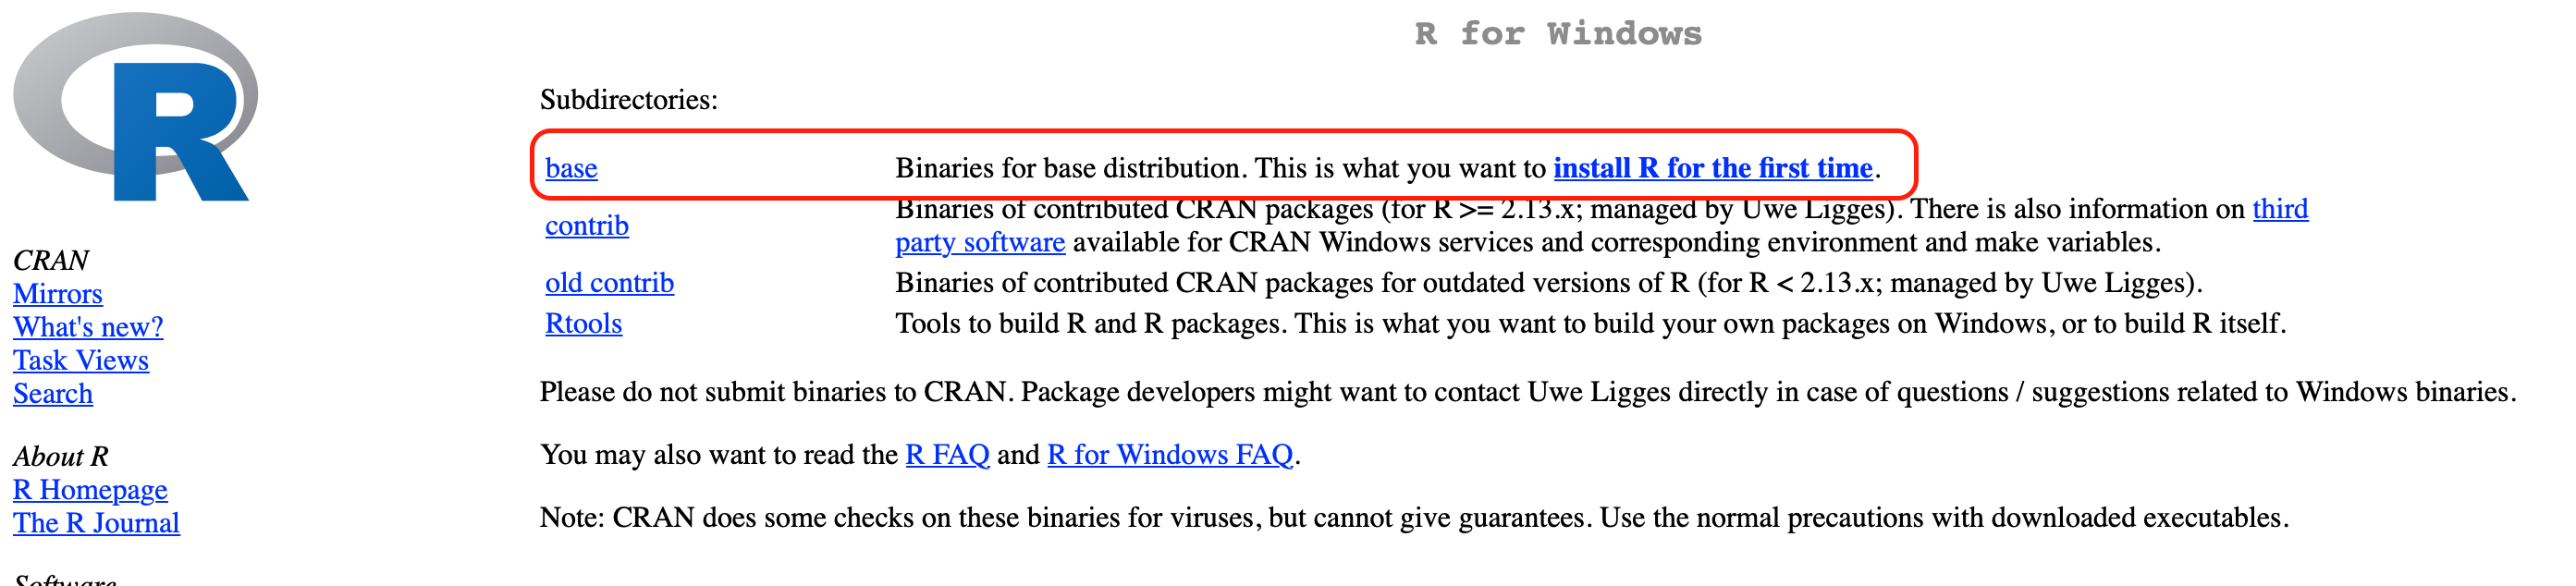 R
CRAN
Mirrors
What's new?
Task Views
Search
About R
R Homepage
The R Journal
Software
R for Windows
Subdirectories:
base Binaries for base distribution. This is what you want to install R for the first time.
contrib Binaries of contributed CRAN packages (for R >= 2.13.x; managed by Uwe Ligges). There is also information on third
party software available for CRAN Windows services and corresponding environment and make variables.
old contrib Binaries of contributed CRAN packages for outdated versions of R (for R < 2.13.x; managed by Uwe Ligges).
Rtools Tools to build R and R packages. This is what you want to build your own packages on Windows, or to build R itself.
Please do not submit binaries to CRAN. Package developers might want to contact Uwe Ligges directly in case of questions / suggestions related to Windows binaries.
You may also want to read the R FAQ and R for Windows FAQ.
Note: CRAN does some checks on these binaries for viruses, but cannot give guarantees. Use the normal precautions with downloaded executables.